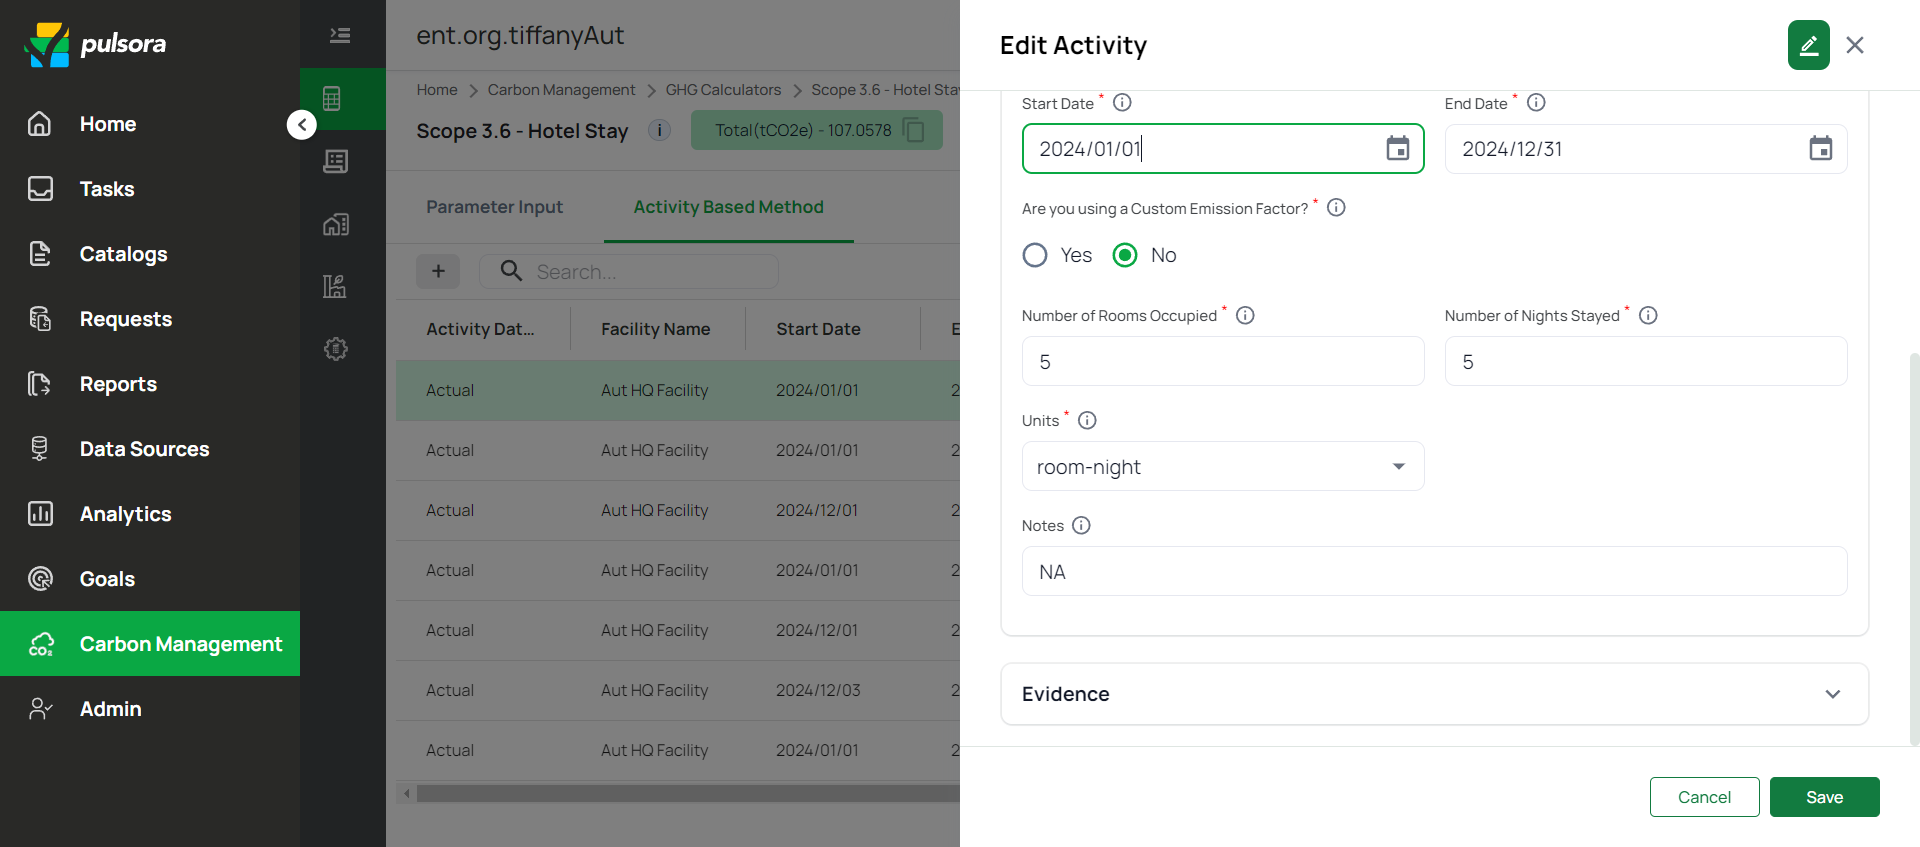 pulsora
Home
Tasks
Catalogs
Requests
Reports
Data Sources
Analytics
Goals
Carbon Management
Admin
ent.org.tiffanyAut
Home > Carbon Management > GHG Calculators > Scope 3.6 - Hotel Stay
Scope 3.6 - Hotel Stay
Total(tCO2e) - 107.0578
Parameter Input
Activity Based Method
+
Search...
Activity Dat... Facility Name Start Date E
Actual Aut HQ Facility 2024/01/01 2
Actual Aut HQ Facility 2024/01/01 2
Actual Aut HQ Facility 2024/12/01 2
Actual Aut HQ Facility 2024/01/01 2
Actual Aut HQ Facility 2024/12/01 2
Actual Aut HQ Facility 2024/12/03 2
Actual Aut HQ Facility 2024/01/01 2
Edit Activity
Start Date *
End Date *
2024/01/01
2024/12/31
Are you using a Custom Emission Factor? *
Yes
No
Number of Rooms Occupied *
Number of Nights Stayed *
5
5
Units *
room-night
Notes
NA
Evidence
Cancel
Save